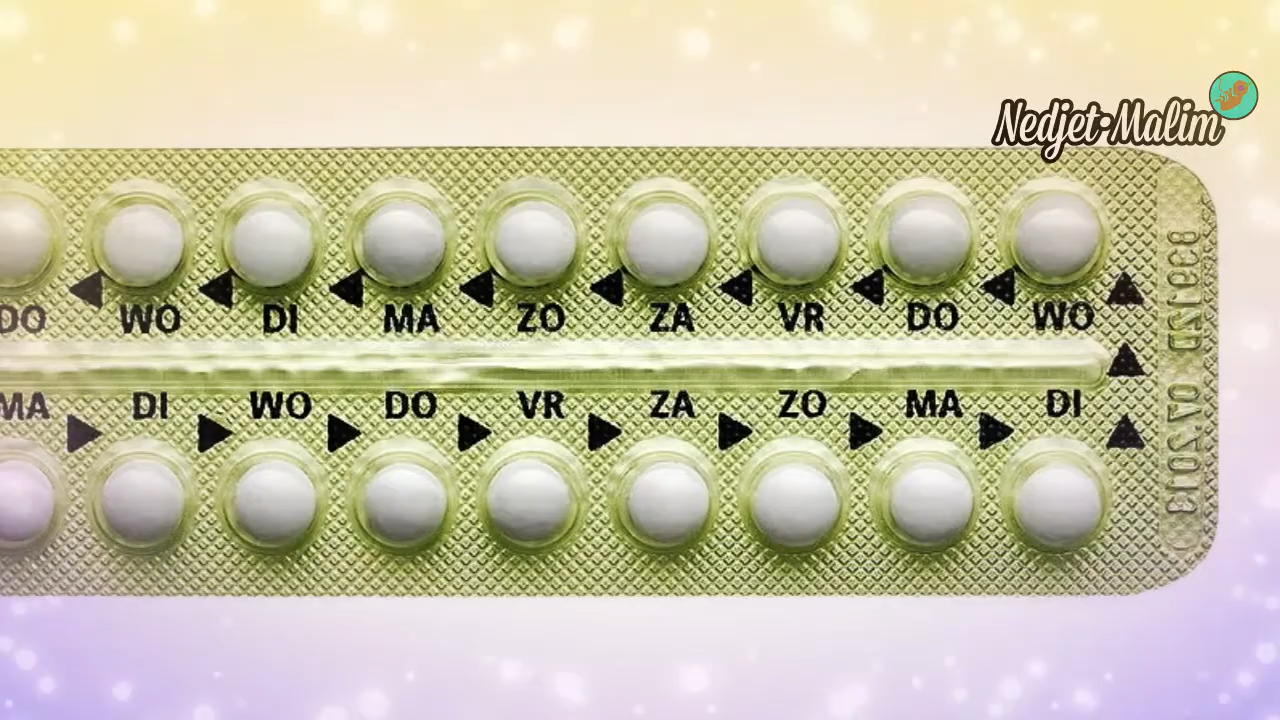 Nedjet•Malim
DO WO DI MA ZO ZA VR DO WO
MA DI WO DO VR ZA ZO MA DI